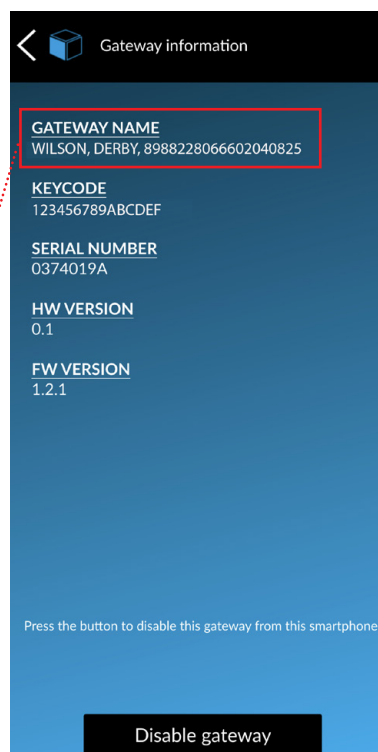 Gateway information
GATEWAY NAME
WILSON, DERBY, 8988228066602040825
KEYCODE
123456789ABCDEF
SERIAL NUMBER
0374019A
HW VERSION
0.1
FW VERSION
1.2.1
Press the button to disable this gateway from this smartphone
Disable gateway